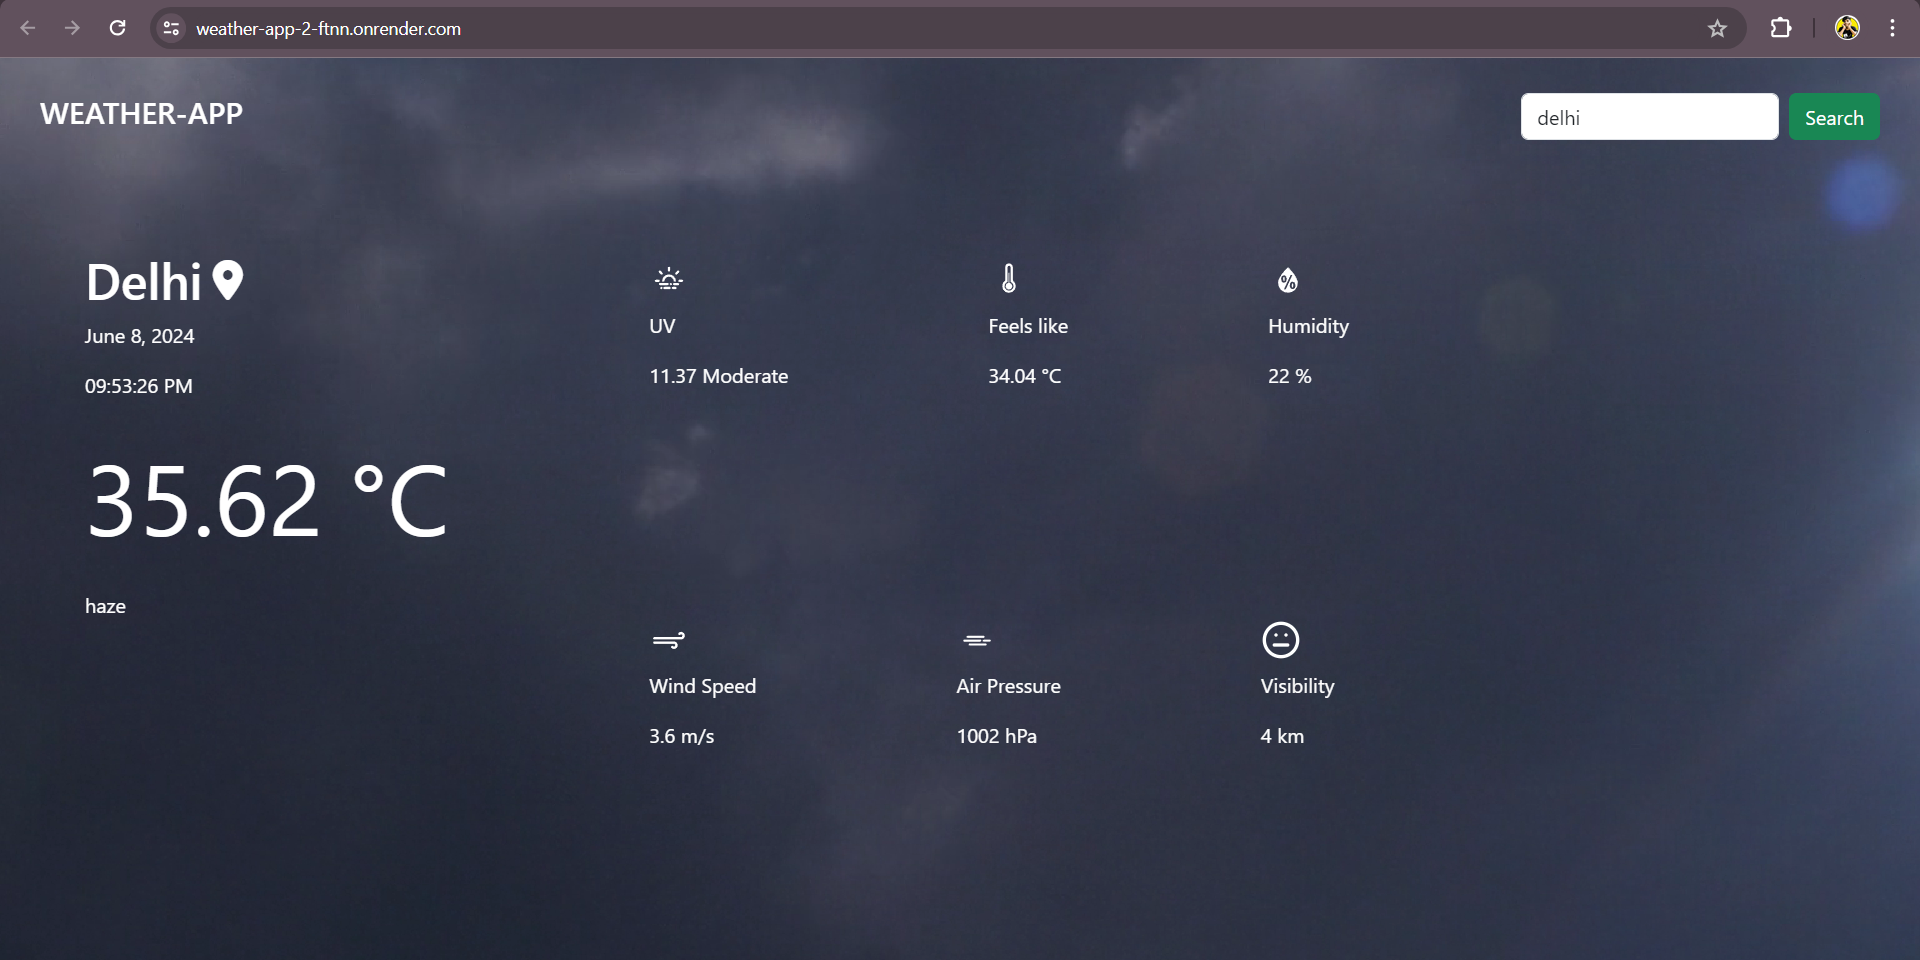 weather-app-2-ftnn.onrender.com
WEATHER-APP
delhi
Search
Delhi
June 8, 2024
09:53:26 PM
35.62 °C
haze
UV
11.37 Moderate
Feels like
34.04 °C
%
Humidity
22 %
Wind Speed
3.6 m/s
Air Pressure
1002 hPa
Visibility
4 km